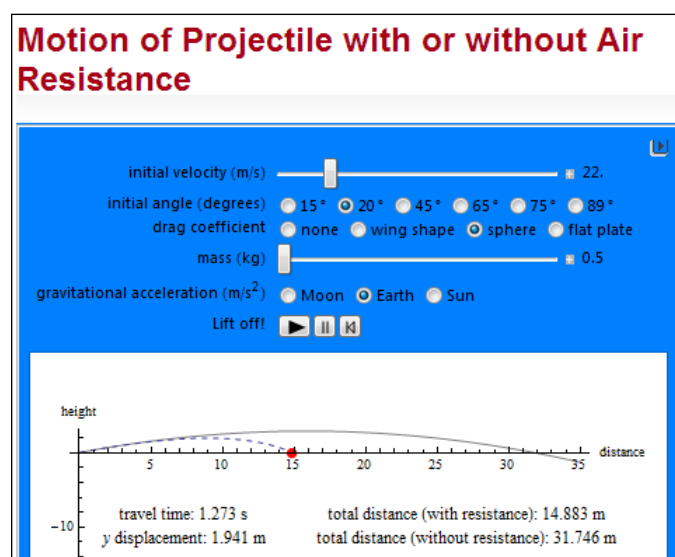 Motion of Projectile with or without Air
Resistance
initial velocity (m/s) 22.
initial angle (degrees) 15° 20° 45° 65° 75° 89°
drag coefficient none wing shape sphere flat plate
mass (kg) 0.5
gravitational acceleration (m/s²) Moon Earth Sun
Lift off!
height
distance
5 10 15 20 25 30 35
travel time: 1.273 s total distance (with resistance): 14.883 m
-10
y displacement: 1.941 m total distance (without resistance): 31.746 m